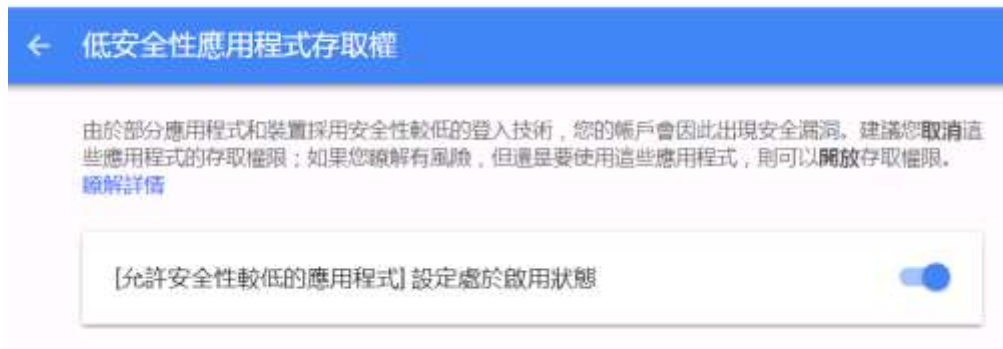 低安全性應用程式存取權
由於部分應用程式和裝置採用安全性較低的登入技術，您的帳戶會因此出現安全漏洞。建議您取消這
些應用程式的存取權限；如果您瞭解有風險，但還是要使用這些應用程式，則可以開放存取權限。
瞭解詳情
[允許安全性較低的應用程式] 設定處於啟用狀態